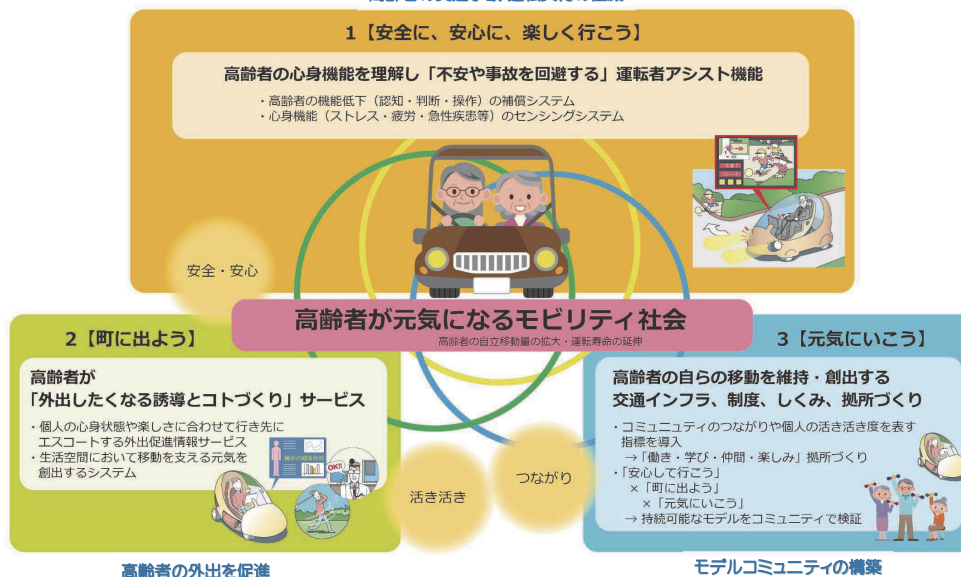 1【安全に、安心に、楽しく行こう】
高齢者の心身機能を理解し「不安や事故を回避する」運転者アシスト機能
・高齢者の機能低下（認知・判断・操作）の補償システム
・心身機能（ストレス・疲労・急性疾患等）のセンシングシステム
安全・安心
高齢者が元気になるモビリティ社会
高齢者の自立移動量の拡大・運転寿命の延伸
2【町に出よう】
高齢者が
「外出したくなる誘導とコトづくり」サービス
・個人の心身状態や楽しさに合わせて行き先に
エスコートする外出促進情報サービス
・生活空間において移動を支える元気を
創出するシステム
OK!!
活き活き
つながり
3【元気にいこう】
高齢者の自らの移動を維持・創出する
交通インフラ、制度、しくみ、拠所づくり
・コミュニュティのつながりや個人の活き活き度を表す
指標を導入
→「働き・学び・仲間・楽しみ」拠所づくり
・「安心して行こう」
×「町に出よう」
×「元気にいこう」
→ 持続可能なモデルをコミュニティで検証
高齢者の外出を促進
モデルコミュニティの構築